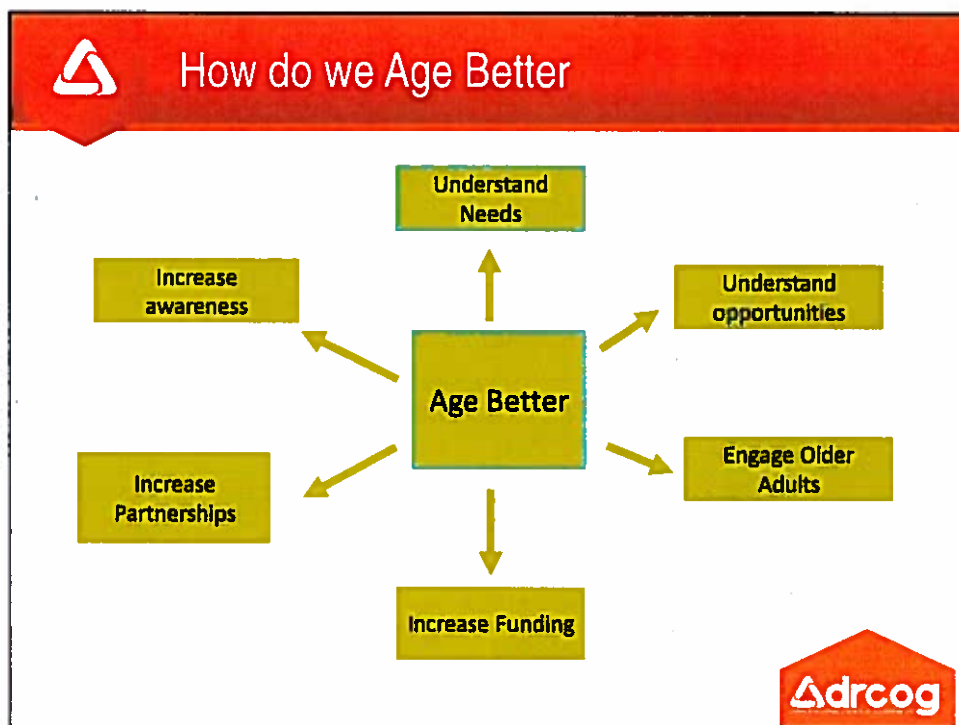 How do we Age Better
Understand
Needs
Increase
awareness
Understand
opportunities
Age Better
Increase
Partnerships
Engage Older
Adults
Increase Funding
drcog